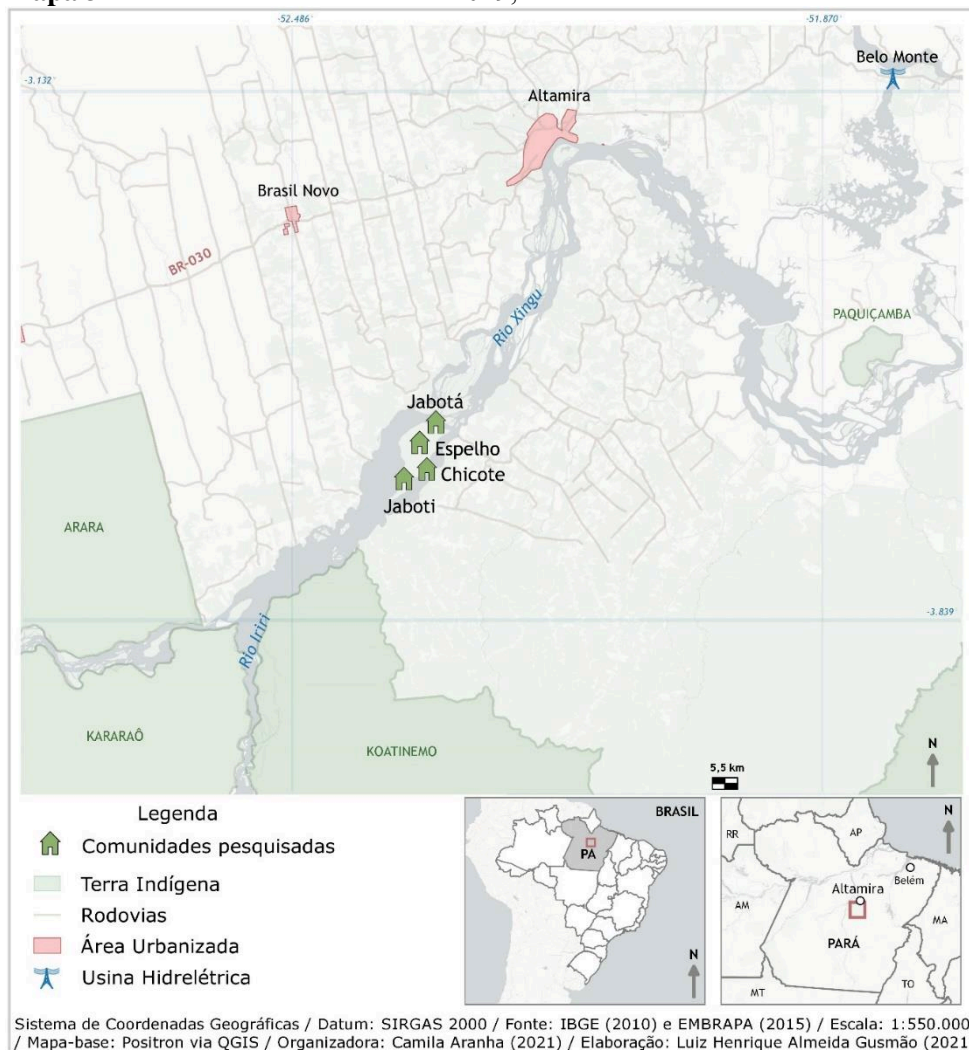 -52.486
-51.870
Belo Monte
-3.132
Altamira
Brasil Novo
BR-030
Rio Xingu
PAQUIÇAMBA
Jabotá
Espelho
Chicote
Jaboti
ARARA
-3.839
Rio Iriri
KARARAÔ
KOATINEMO
N
5,5 km
Legenda
Comunidades pesquisadas
Terra Indígena
Rodovias
Área Urbanizada
Usina Hidrelétrica
BRASIL
PA
N
N
RR
AP
Belém
Altamira
AM
MA
PARÁ
TO
MT
Sistema de Coordenadas Geográficas / Datum: SIRGAS 2000 / Fonte: IBGE (2010) e EMBRAPA (2015) / Escala: 1:550.000
/ Mapa-base: Positron via QGIS / Organizadora: Camila Aranha (2021) / Elaboração: Luiz Henrique Almeida Gusmão (2021